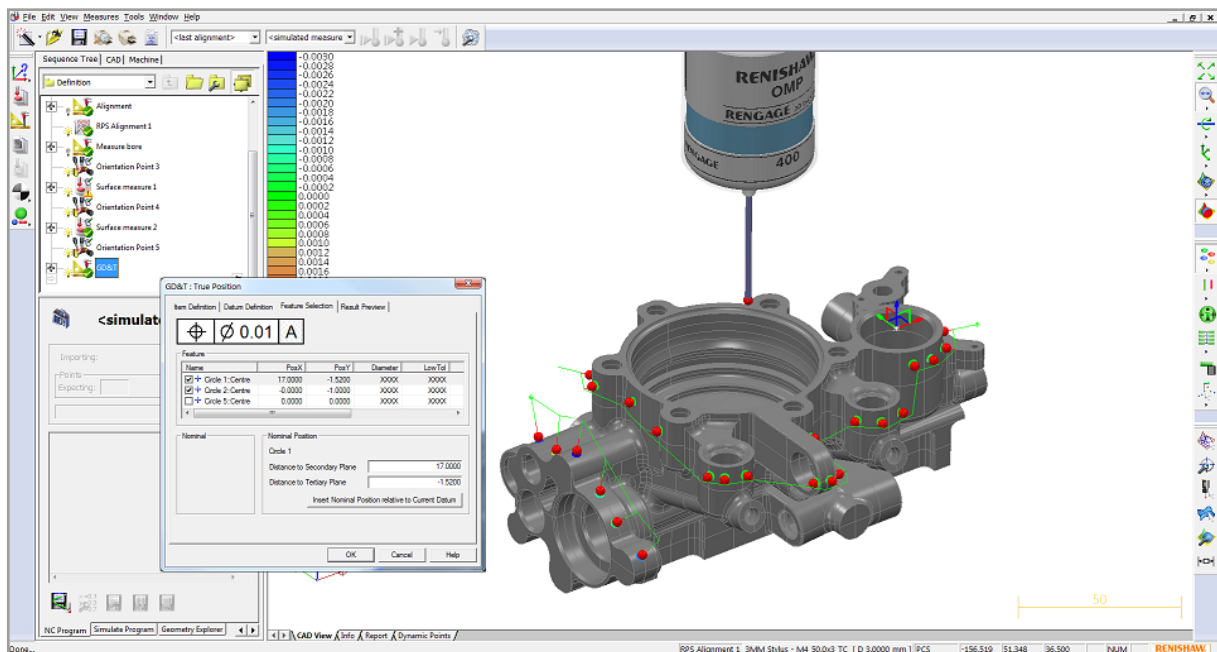 File Edit View Measures Tools Window Help
<last alignment> <simulated measure
Sequence Tree CAD Machine
Definition
Alignment
RPS Alignment 1
Measure bore
Orientation Point 3
Surface measure 1
Orientation Point 4
Surface measure 2
Orientation Point 5
GD&T
-0.0030
-0.0028
-0.0026
-0.0024
-0.0022
-0.0020
-0.0018
-0.0016
-0.0014
-0.0012
-0.0010
-0.0008
-0.0006
-0.0004
-0.0002
0.0000
0.0002
0.0004
0.0006
0.0008
0.0010
0.0012
0.0014
0.0016
RENISHAW
OMP
RENGAGE
RENGAGE
400
<simulate
Importing:
Points
Expecting:
GD&T : True Position
Item Definition Datum Definition Feature Selection Result Preview
Ø 0.01 A
Feature
Name PosX PosY Diameter LowTol
Circle 1::Centre 17.0000 -1.5200 XXXX XXXX
Circle 2::Centre -0.0000 -1.0000 XXXX XXXX
Circle 5::Centre 0.0000 0.0000 XXXX XXXX
Nominal
Nominal Position
Circle 1
Distance to Secondary Plane 17.0000
Distance to Tertiary Plane -1.5200
Insert Nominal Position relative to Current Datum
OK Cancel Help
50
NC Program Simulate Program Geometry Explorer
CAD View Info Report Dynamic Points
Done... RPS Alignment 1 3MM Stylus - M4 50.0x3 TC [ D 3.0000 mm ] PCS -156.519 51.348 36.500 NUM RENISHAW